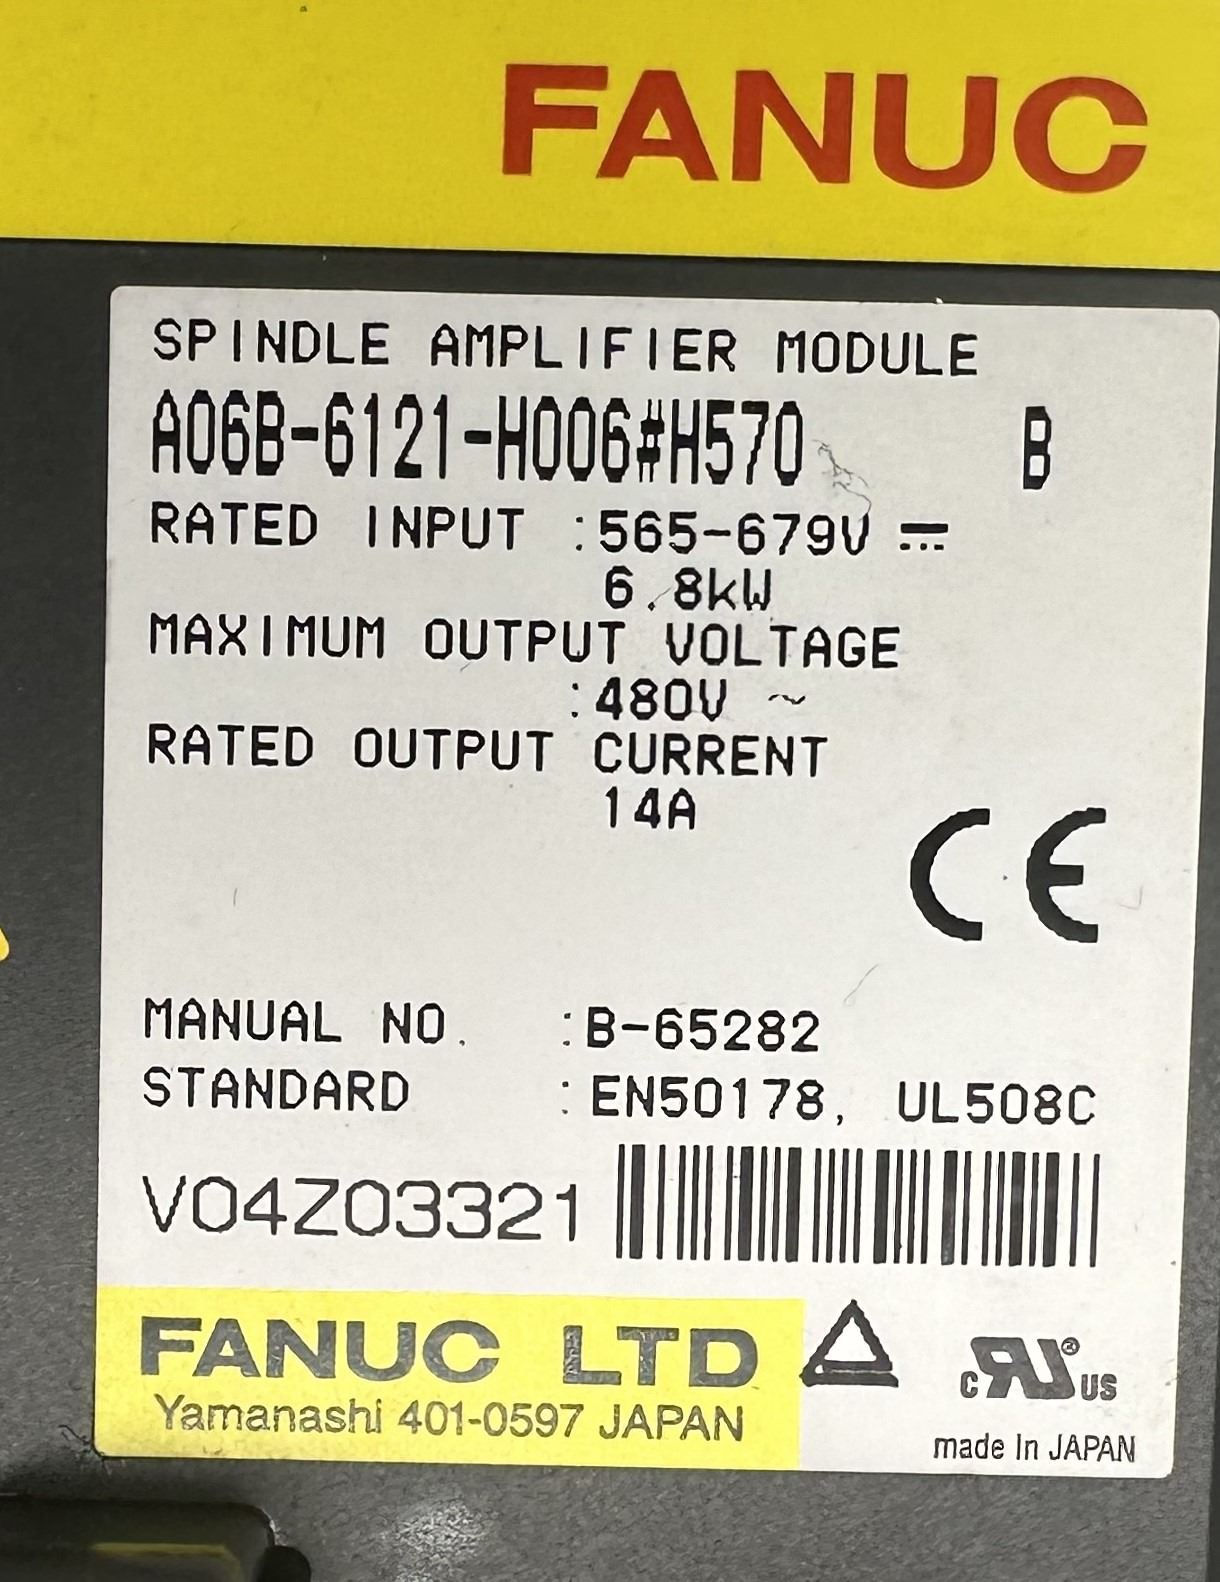 FANUC
SPINDLE AMPLIFIER MODULE
A06B-6121-H006#H570 B
RATED INPUT :565-679V ⎓
6.8kW
MAXIMUM OUTPUT VOLTAGE
:480V ~
RATED OUTPUT CURRENT
14A
CE
MANUAL NO. :B-65282
STANDARD :EN50178, UL508C
V04Z03321
FANUC LTD
Yamanashi 401-0597 JAPAN
c RU ® US
made in JAPAN